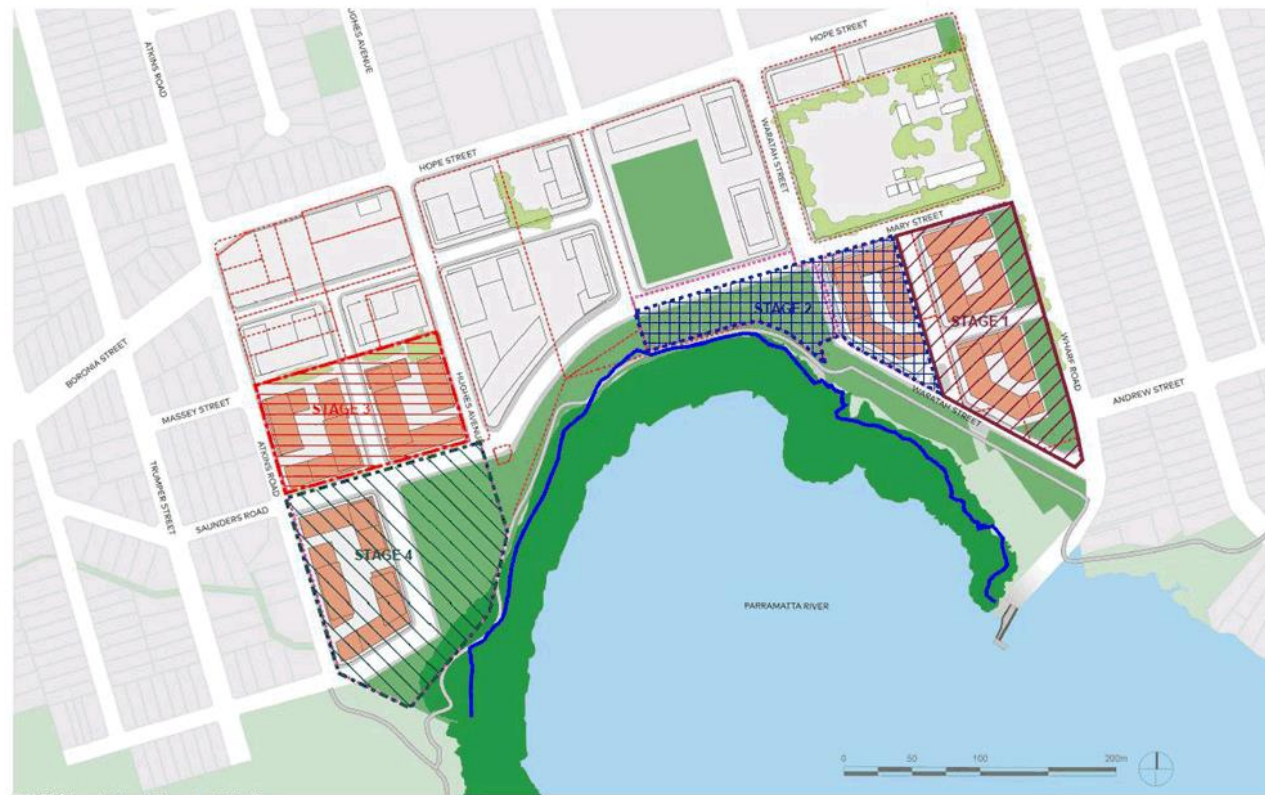 HOPE STREET
ATKINS ROAD
HUGHES AVENUE
WARATAH STREET
HOPE STREET
MARY STREET
STAGE 2
STAGE 1
BORONIA STREET
WHARF ROAD
HUGHES AVENUE
ANDREW STREET
WARATAH STREET
MASSEY STREET
STAGE 3
ATKINS ROAD
TRUMPER STREET
SAUNDERS ROAD
STAGE 4
PARRAMATTA RIVER
0 50 100 200m